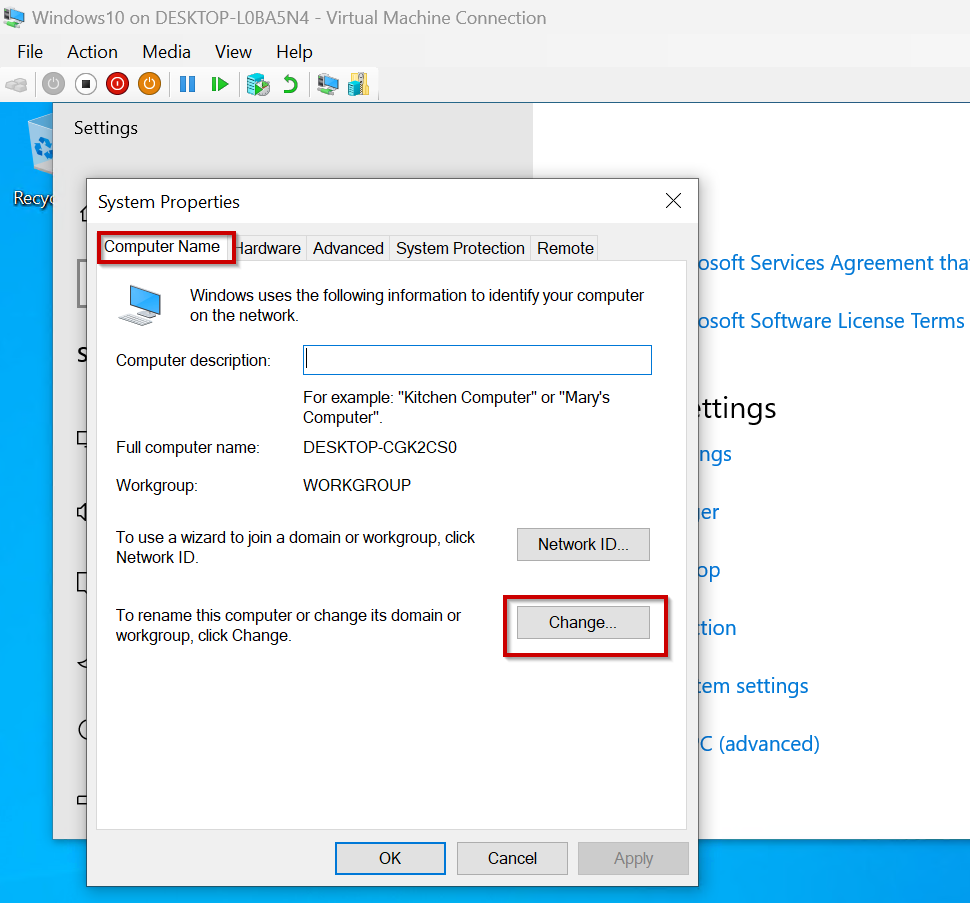 Windows10 on DESKTOP-L0BA5N4 - Virtual Machine Connection
File Action Media View Help
Settings
System Properties
Computer Name Hardware Advanced System Protection Remote
Windows uses the following information to identify your computer
on the network.
Computer description:
For example: "Kitchen Computer" or "Mary's
Computer".
Full computer name: DESKTOP-CGK2CS0
Workgroup: WORKGROUP
To use a wizard to join a domain or workgroup, click
Network ID.
Network ID...
To rename this computer or change its domain or
workgroup, click Change.
Change...
OK Cancel Apply
Recyc
osoft Services Agreement tha
osoft Software License Terms
ettings
ngs
ger
op
ction
tem settings
PC (advanced)